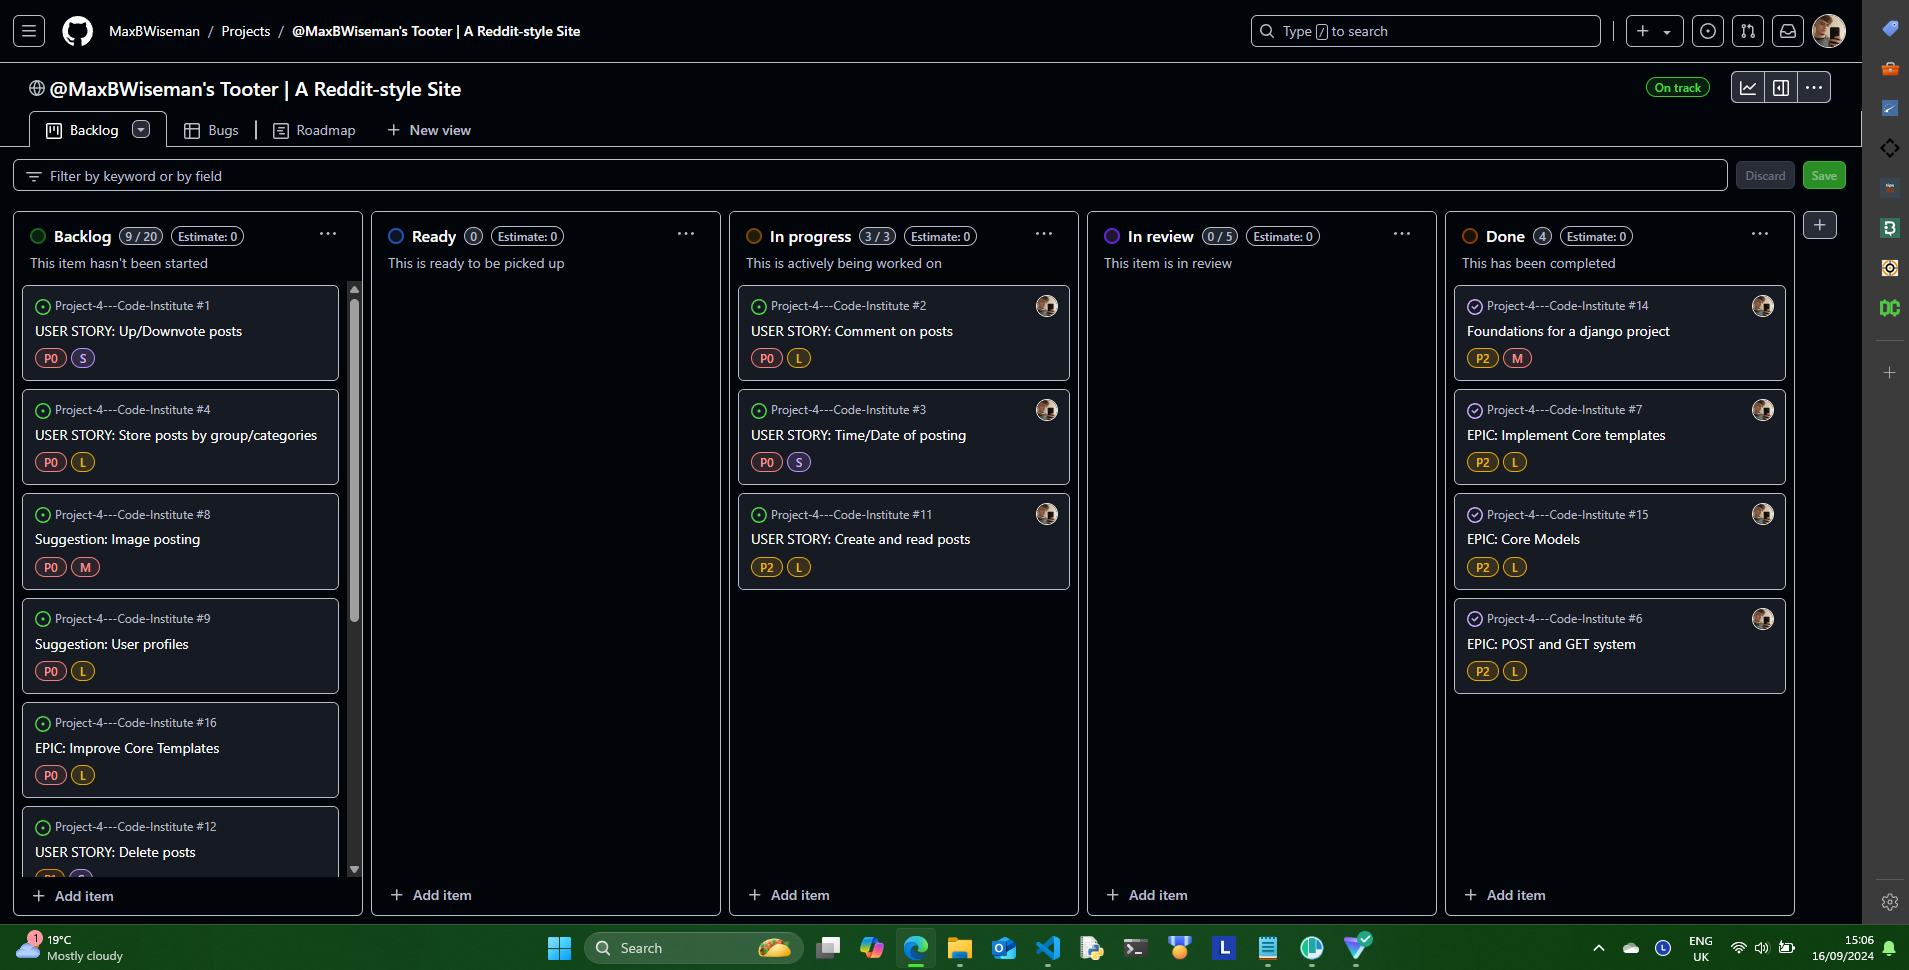 MaxBWiseman / Projects / @MaxBWiseman's Tooter | A Reddit-style Site
Type / to search
@MaxBWiseman's Tooter | A Reddit-style Site
On track
Backlog
Bugs
Roadmap
New view
Filter by keyword or by field
Discard
Save
Backlog 9 / 20 Estimate: 0
This item hasn't been started
Project-4---Code-Institute #1
USER STORY: Up/Downvote posts
P0 S
Project-4---Code-Institute #4
USER STORY: Store posts by group/categories
P0 L
Project-4---Code-Institute #8
Suggestion: Image posting
P0 M
Project-4---Code-Institute #9
Suggestion: User profiles
P0 L
Project-4---Code-Institute #16
EPIC: Improve Core Templates
P0 L
Project-4---Code-Institute #12
USER STORY: Delete posts
Add item
Ready 0 Estimate: 0
This is ready to be picked up
Add item
In progress 3 / 3 Estimate: 0
This is actively being worked on
Project-4---Code-Institute #2
USER STORY: Comment on posts
P0 L
Project-4---Code-Institute #3
USER STORY: Time/Date of posting
P0 S
Project-4---Code-Institute #11
USER STORY: Create and read posts
P2 L
Add item
In review 0 / 5 Estimate: 0
This item is in review
Add item
Done 4 Estimate: 0
This has been completed
Project-4---Code-Institute #14
Foundations for a django project
P2 M
Project-4---Code-Institute #7
EPIC: Implement Core templates
P2 L
Project-4---Code-Institute #15
EPIC: Core Models
P2 L
Project-4---Code-Institute #6
EPIC: POST and GET system
P2 L
Add item
1
19°C
Mostly cloudy
Search
L
L
ENG
UK
15:06
16/09/2024